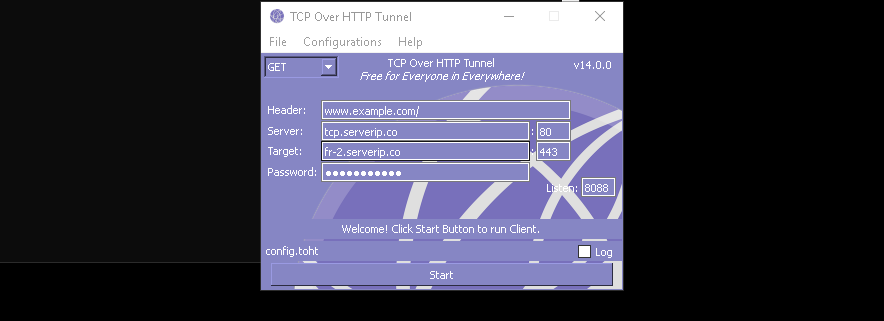 TCP Over HTTP Tunnel
File Configurations Help
GET
TCP Over HTTP Tunnel
v14.0.0
Free for Everyone in Everywhere!
Header: www.example.com/
Server: tcp.serverip.co : 80
Target: fr-2.serverip.co : 443
Password: ●●●●●●●●●●●
Listen: 8088
Welcome! Click Start Button to run Client.
config.toht
Log
Start